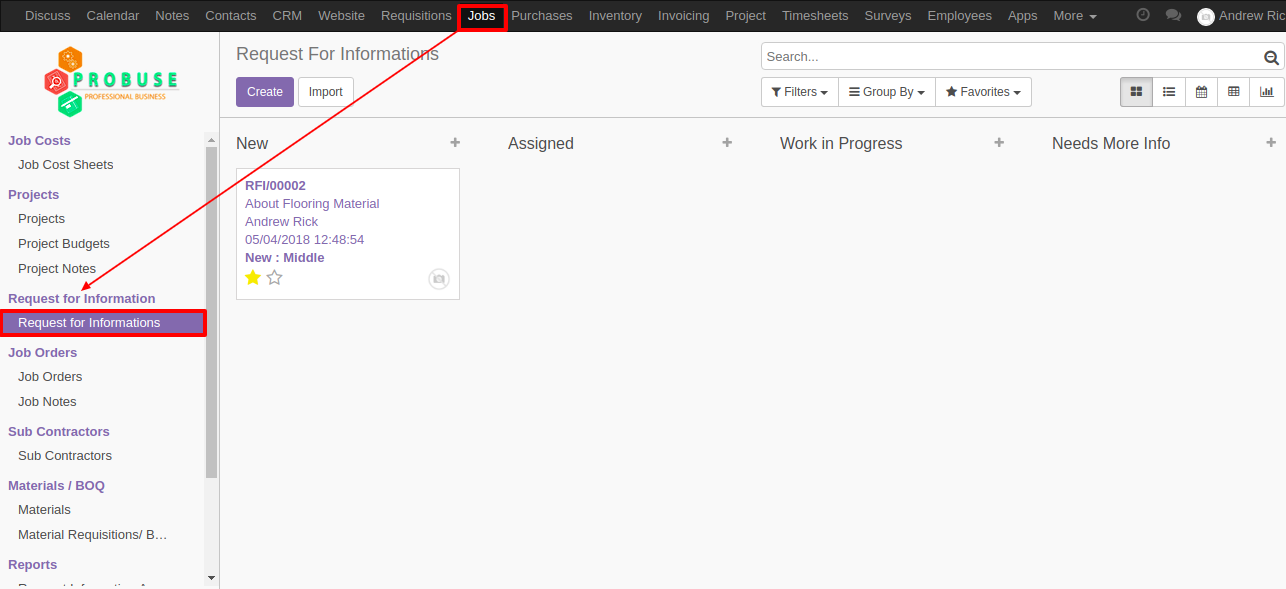 Discuss Calendar Notes Contacts CRM Website Requisitions Jobs Purchases Inventory Invoicing Project Timesheets Surveys Employees Apps More Andrew Ric
PROBUSE
PROFESSIONAL BUSINESS
Request For Informations
Search...
Create Import
Filters Group By Favorites
Job Costs
Job Cost Sheets
Projects
Projects
Project Budgets
Project Notes
Request for Information
Request for Informations
Job Orders
Job Orders
Job Notes
Sub Contractors
Sub Contractors
Materials / BOQ
Materials
Material Requisitions/ B...
Reports
New Assigned Work in Progress Needs More Info
RFI/00002
About Flooring Material
Andrew Rick
05/04/2018 12:48:54
New : Middle